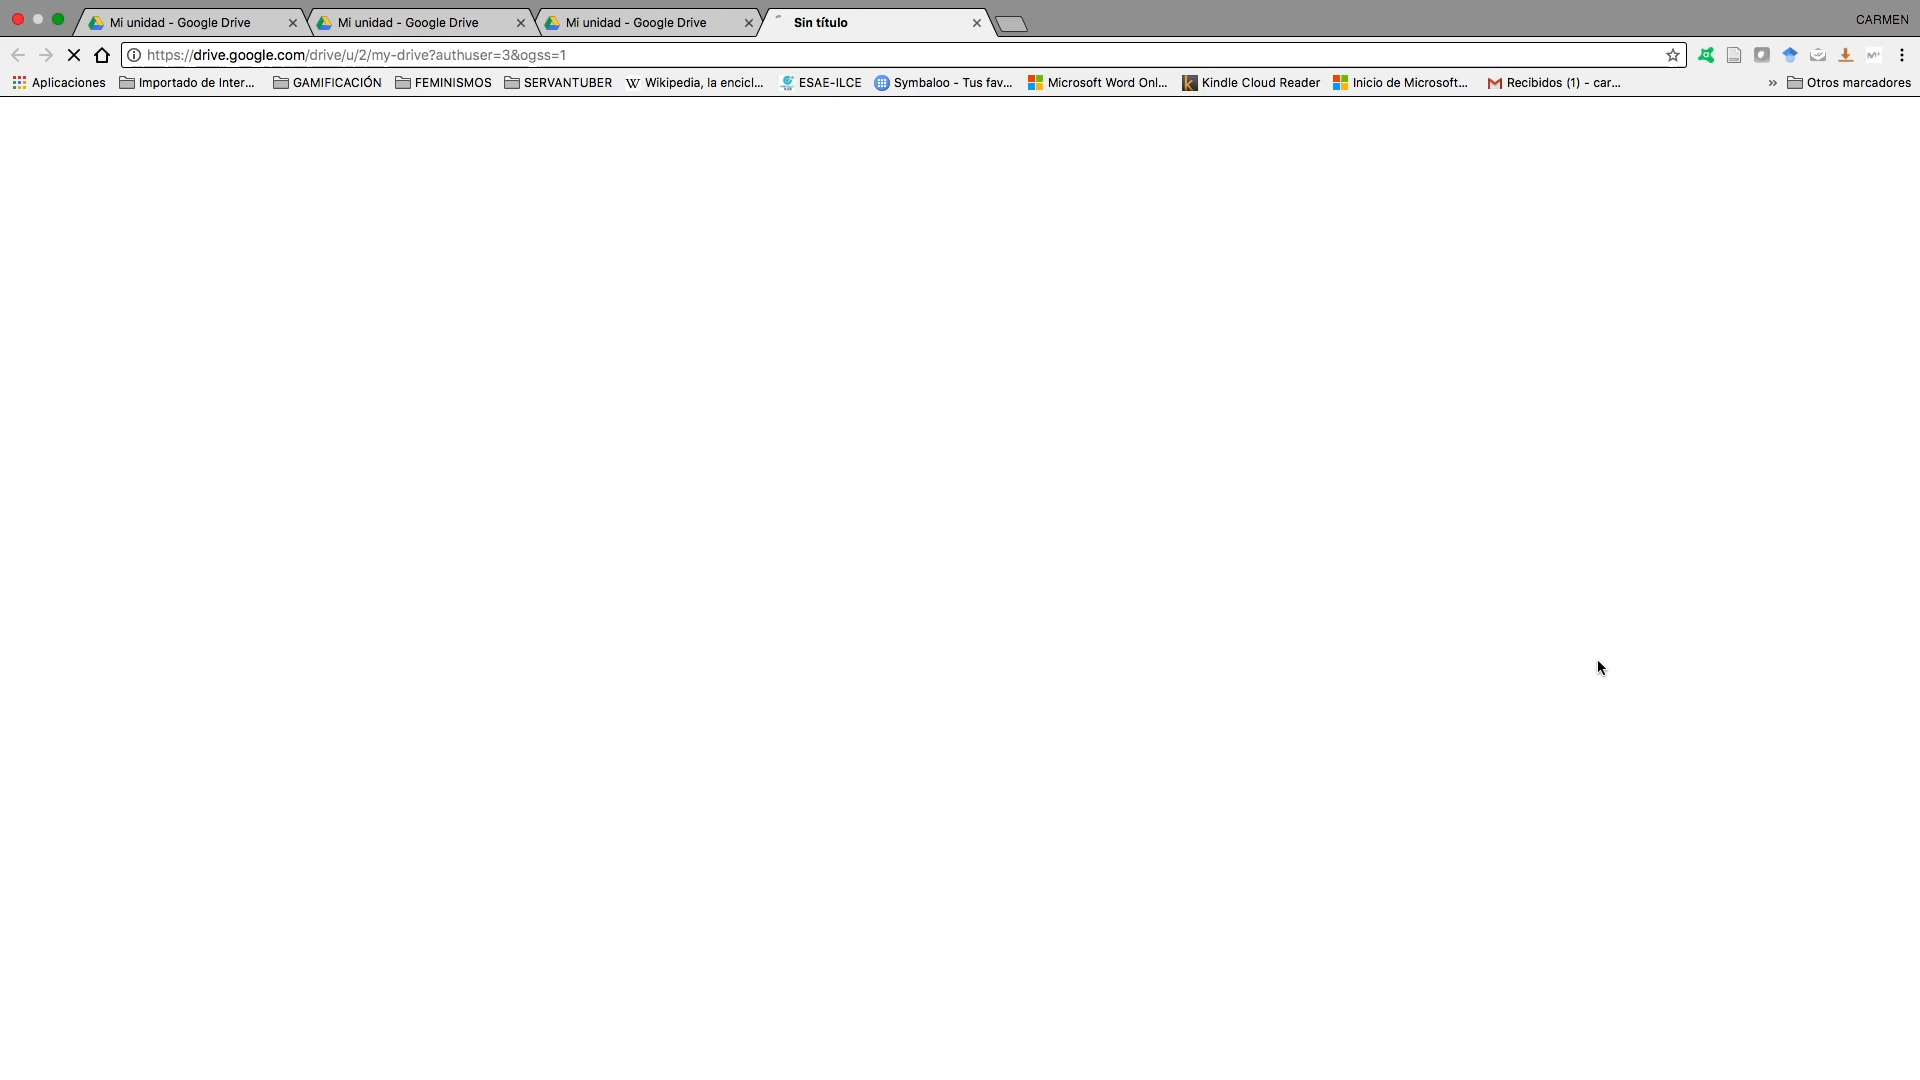 Mi unidad - Google Drive
Mi unidad - Google Drive
Mi unidad - Google Drive
Sin título
CARMEN
https://drive.google.com/drive/u/2/my-drive?authuser=3&ogss=1
Aplicaciones
Importado de Inter...
GAMIFICACIÓN
FEMINISMOS
SERVANTUBER
W Wikipedia, la encicl...
ESAE-ILCE
Symbaloo - Tus fav...
Microsoft Word Onl...
Kindle Cloud Reader
Inicio de Microsoft...
Recibidos (1) - car...
» Otros marcadores